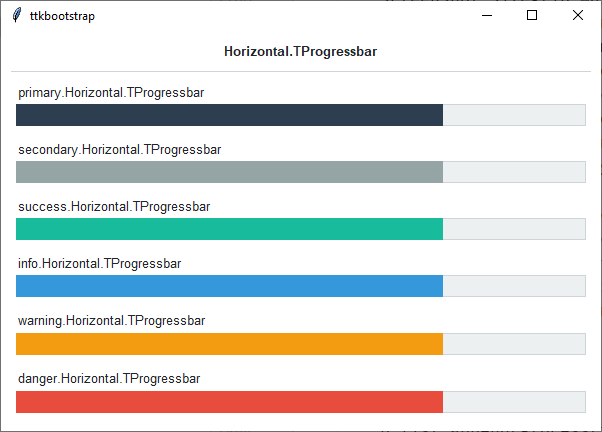 ttkbootstrap
Horizontal.TProgressbar
primary.Horizontal.TProgressbar
secondary.Horizontal.TProgressbar
success.Horizontal.TProgressbar
info.Horizontal.TProgressbar
warning.Horizontal.TProgressbar
danger.Horizontal.TProgressbar